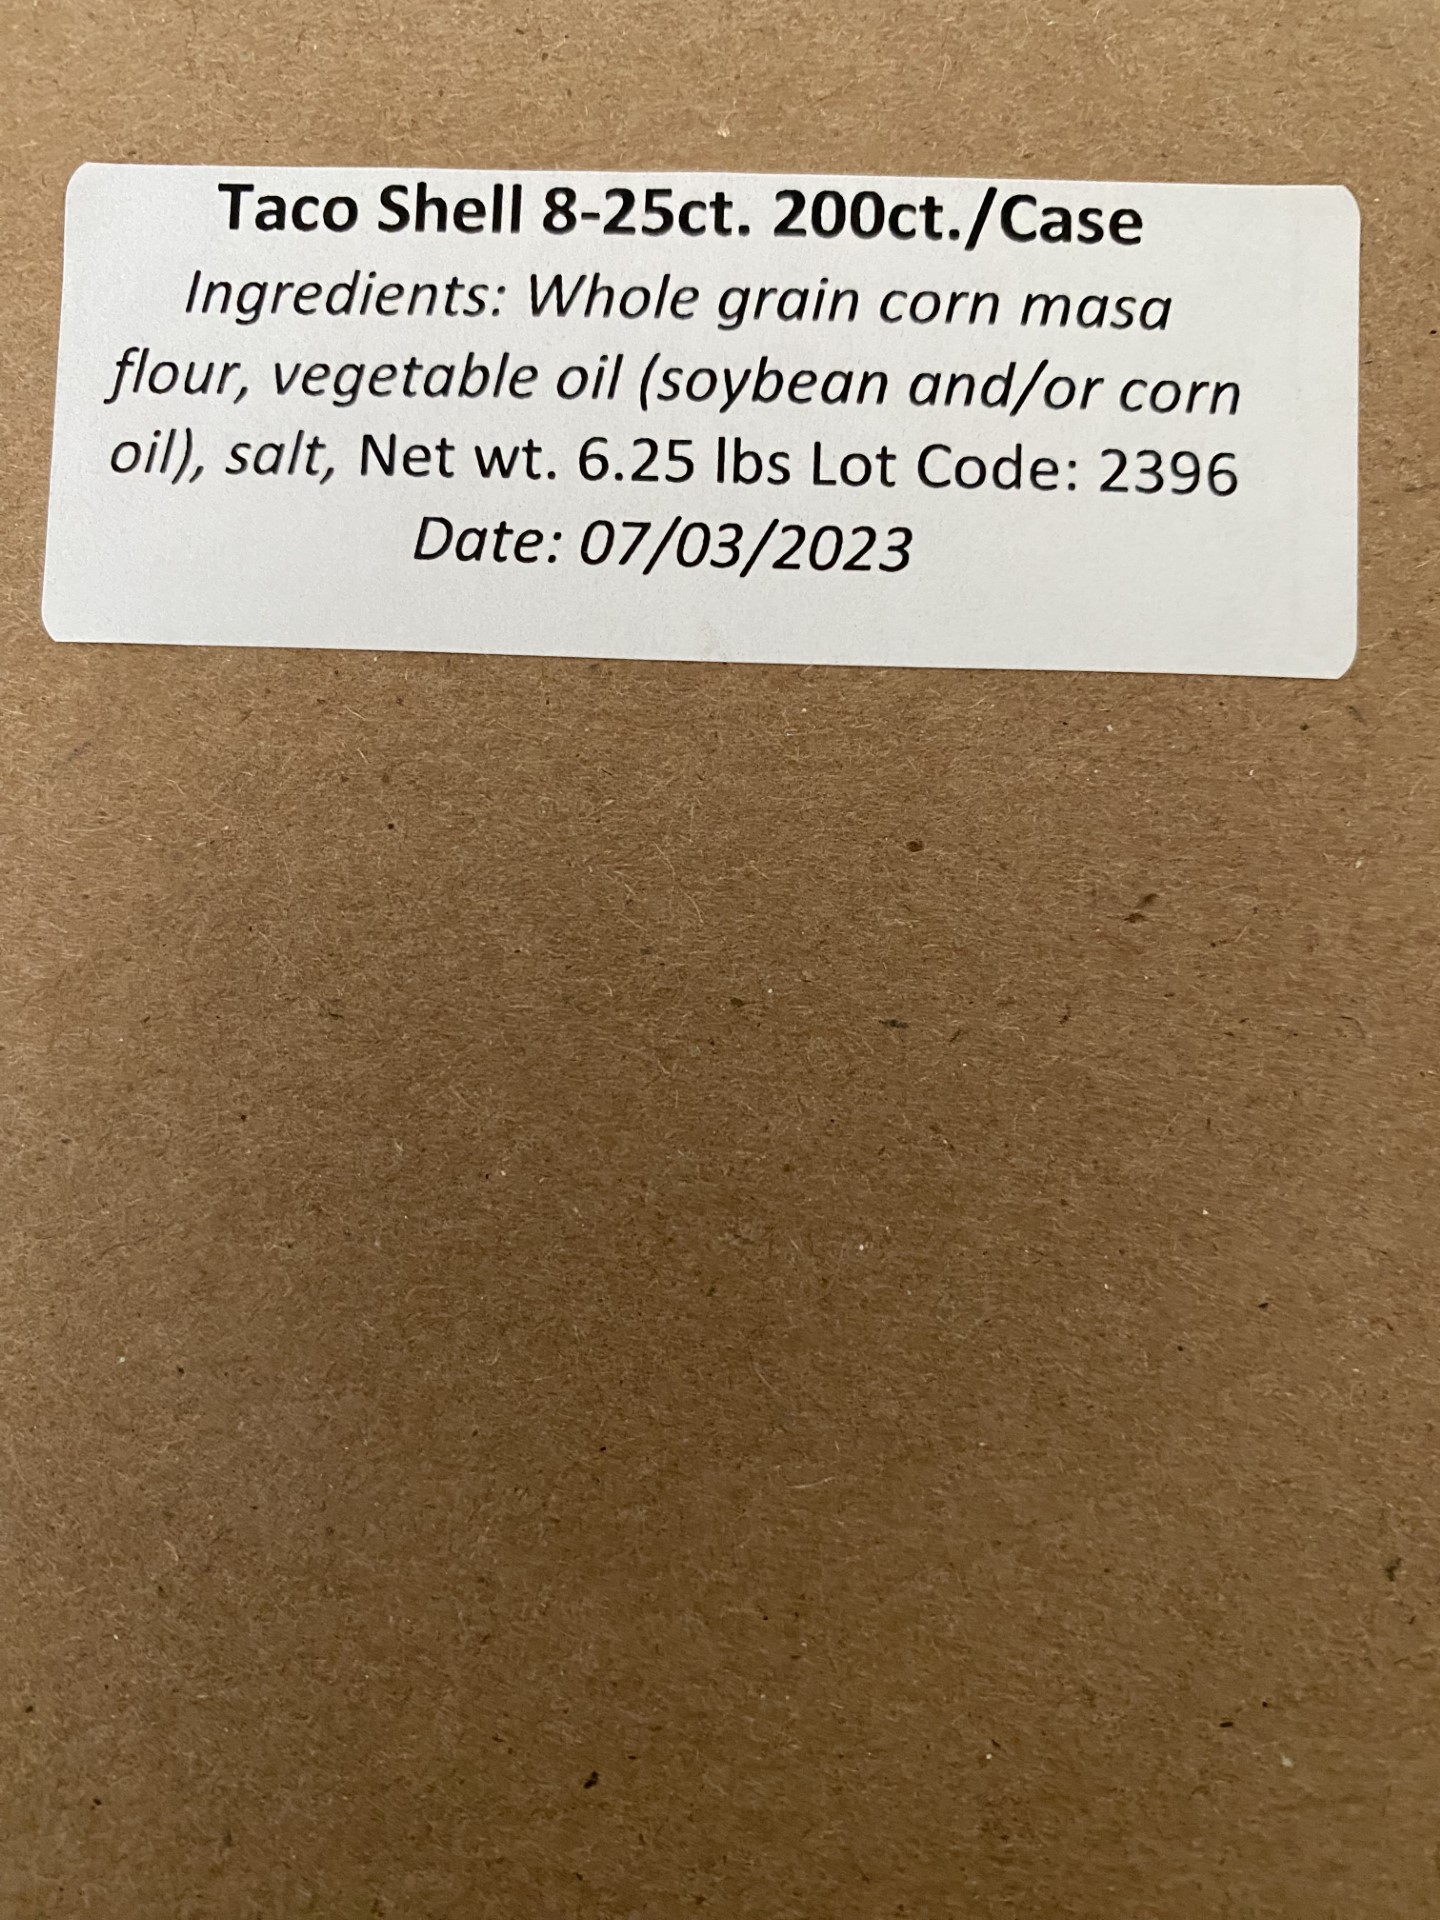 Taco Shell 8-25ct. 200ct./Case
Ingredients: Whole grain corn masa
flour, vegetable oil (soybean and/or corn
oil), salt, Net wt. 6.25 lbs Lot Code: 2396
Date: 07/03/2023